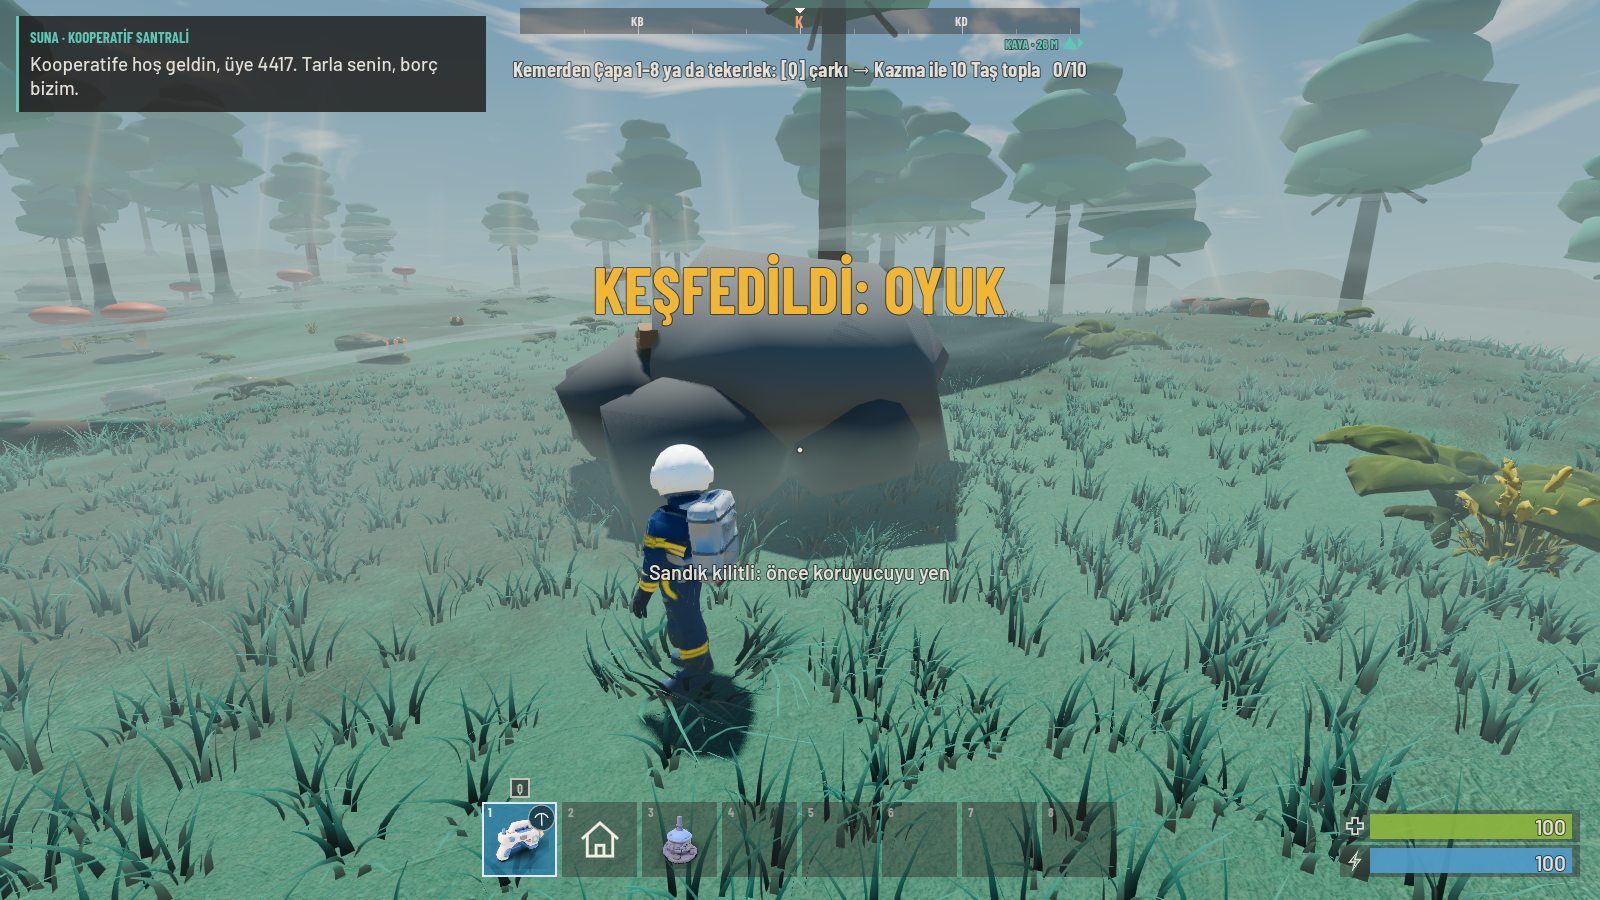 SUNA · KOOPERATİF SANTRALİ
Kooperatife hoş geldin, üye 4417. Tarla senin, borç
bizim.
KB
K
KD
KAYA · 26 M
Kemerden Çapa 1-8 ya da tekerlek: [Q] çarkı → Kazma ile 10 Taş topla 0/10
KEŞFEDİLDİ: OYUK
Sandık kilitli: önce koruyucuyu yen
Q
1
2
3
4
5
6
7
8
100
100